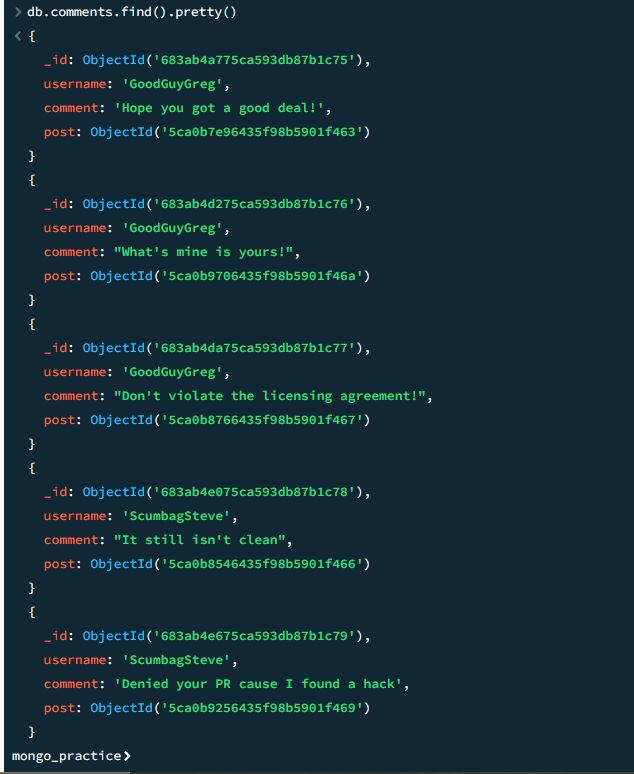 > db.comments.find().pretty()
< {
_id: ObjectId('683ab4a775ca593db87b1c75'),
username: 'GoodGuyGreg',
comment: 'Hope you got a good deal!',
post: ObjectId('5ca0b7e96435f98b5901f463')
}
{
_id: ObjectId('683ab4d275ca593db87b1c76'),
username: 'GoodGuyGreg',
comment: "What's mine is yours!",
post: ObjectId('5ca0b9706435f98b5901f46a')
}
{
_id: ObjectId('683ab4da75ca593db87b1c77'),
username: 'GoodGuyGreg',
comment: "Don't violate the licensing agreement!",
post: ObjectId('5ca0b8766435f98b5901f467')
}
{
_id: ObjectId('683ab4e075ca593db87b1c78'),
username: 'ScumbagSteve',
comment: "It still isn't clean",
post: ObjectId('5ca0b8546435f98b5901f466')
}
{
_id: ObjectId('683ab4e675ca593db87b1c79'),
username: 'ScumbagSteve',
comment: 'Denied your PR cause I found a hack',
post: ObjectId('5ca0b9256435f98b5901f469')
}
mongo_practice>